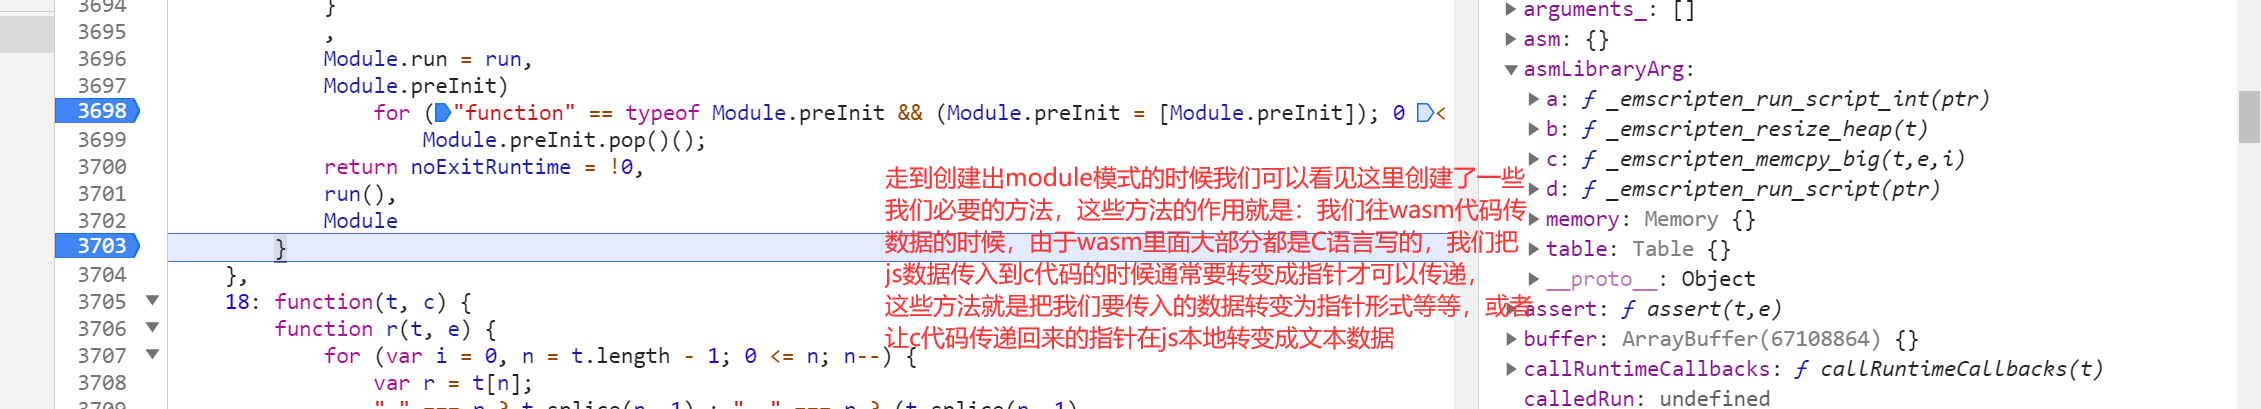 3694 }
3695 ,
3696 Module.run = run,
3697 Module.preInit)
3698 for ("function" == typeof Module.preInit && (Module.preInit = [Module.preInit]); 0 <
3699 Module.preInit.pop()();
3700 return noExitRuntime = !0,
3701 run(),
3702 Module
3703 }
3704 },
3705 18: function(t, c) {
3706 function r(t, e) {
3707 for (var i = 0, n = t.length - 1; 0 <= n; n--) {
3708 var r = t[n];
3709
走到创建出module模式的时候我们可以看见这里创建了一些
我们必要的方法，这些方法的作用就是：我们往wasm代码传
数据的时候，由于wasm里面大部分都是C语言写的，我们把
js数据传入到c代码的时候通常要转变成指针才可以传递，
这些方法就是把我们要传入的数据转变为指针形式等等，或者
让c代码传递回来的指针在js本地转变成文本数据
arguments_: []
asm: {}
asmLibraryArg:
a: ƒ _emscripten_run_script_int(ptr)
b: ƒ _emscripten_resize_heap(t)
c: ƒ _emscripten_memcpy_big(t,e,i)
d: ƒ _emscripten_run_script(ptr)
memory: Memory {}
table: Table {}
__proto__: Object
assert: ƒ assert(t,e)
buffer: ArrayBuffer(67108864) {}
callRuntimeCallbacks: ƒ callRuntimeCallbacks(t)
calledRun: undefined